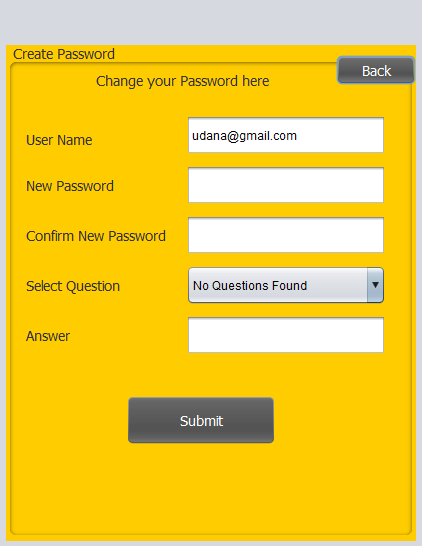 Create Password
Back
Change your Password here
User Name
udana@gmail.com
New Password
Confirm New Password
Select Question
No Questions Found
Answer
Submit